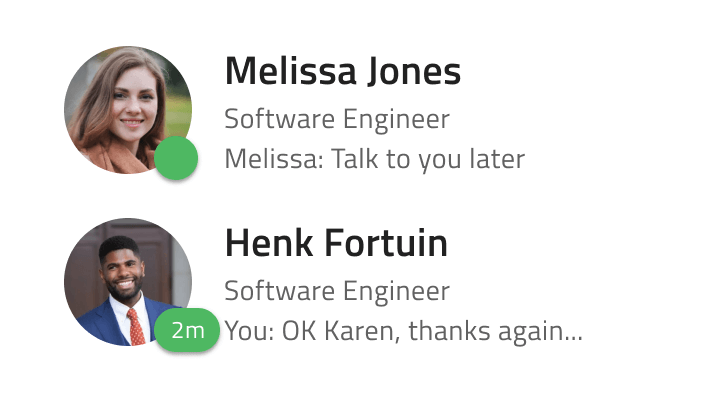 Melissa Jones
Software Engineer
Melissa: Talk to you later
Henk Fortuin
Software Engineer
2m
You: OK Karen, thanks again...